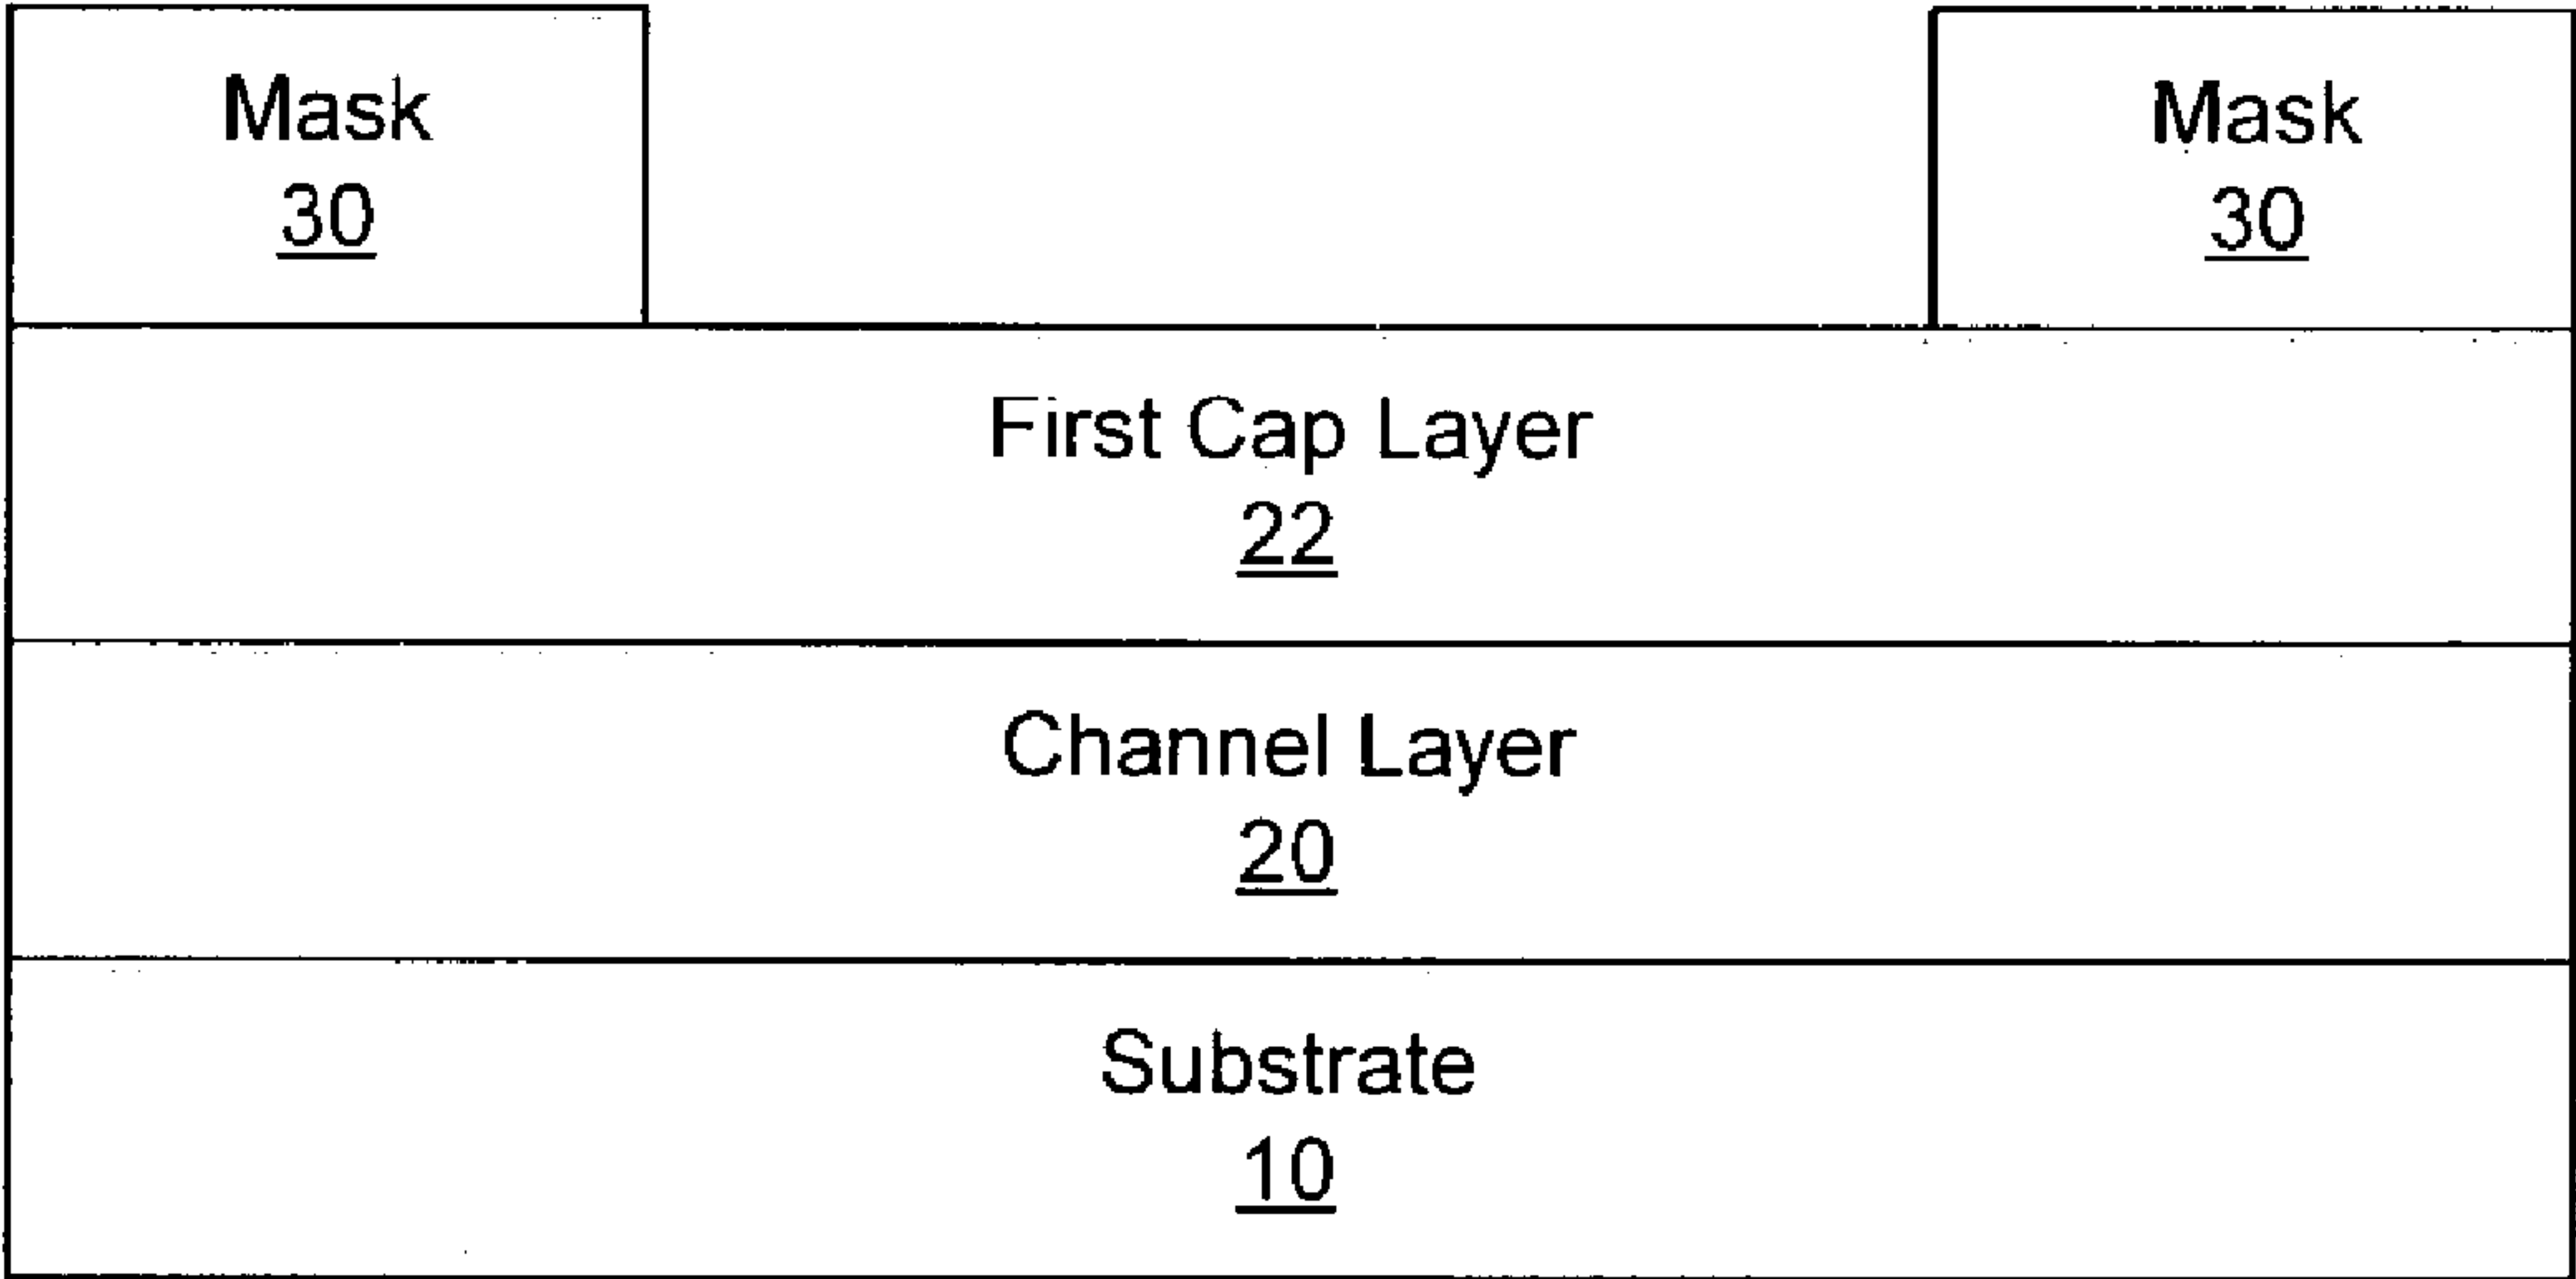 Mask
30
Mask
30
First Cap Layer
22
Channel Layer
20
Substrate
10